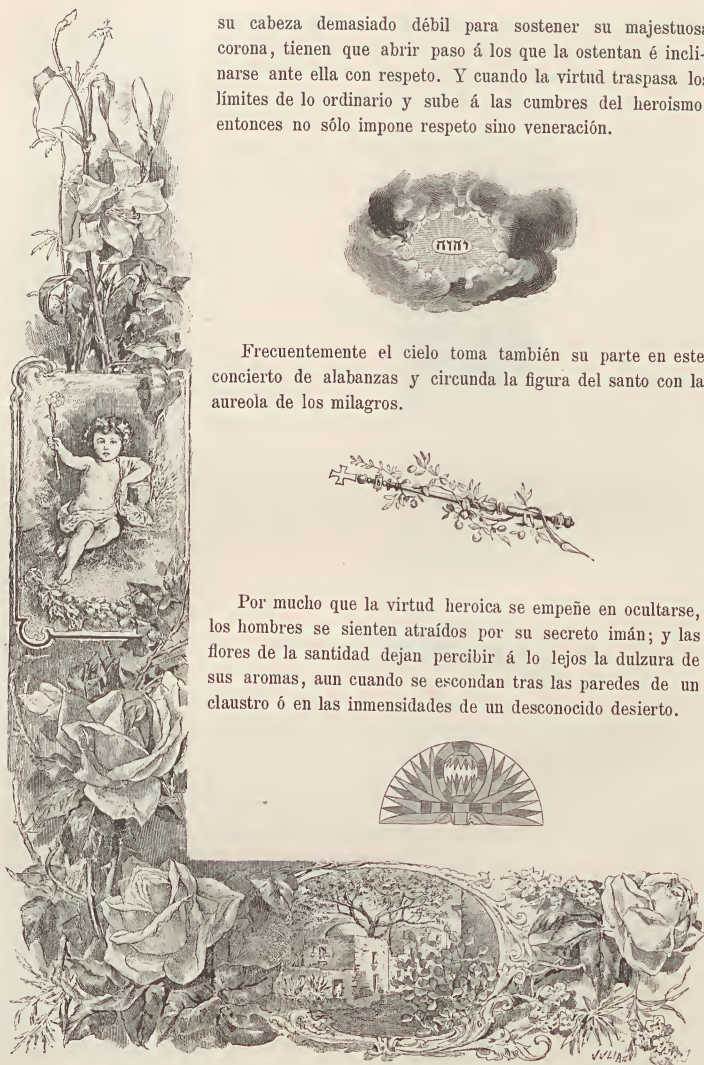 su cabeza demasiado débil para sostener su majestuosa
corona, tienen que abrir paso á los que la ostentan é incli-
narse ante ella con respeto. Y cuando la virtud traspasa los
límites de lo ordinario y sube á las cumbres del heroismo
entonces no sólo impone respeto sino veneración.
יהוה
Frecuentemente el cielo toma también su parte en este
concierto de alabanzas y circunda la figura del santo con la
aureola de los milagros.
Por mucho que la virtud heroica se empeñe en ocultarse,
los hombres se sienten atraídos por su secreto imán; y las
flores de la santidad dejan percibir á lo lejos la dulzura de
sus aromas, aun cuando se escondan tras las paredes de un
claustro ó en las inmensidades de un desconocido desierto.